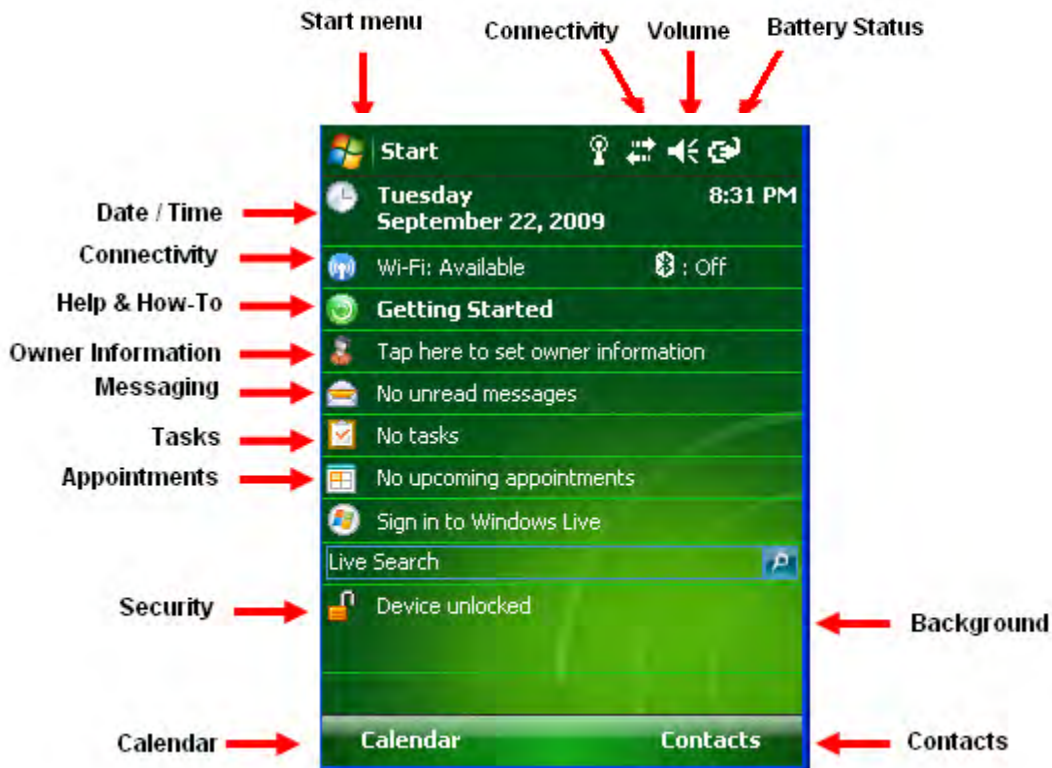 Start menu
Connectivity Volume Battery Status
Start
Date / Time
Tuesday 8:31 PM
September 22, 2009
Connectivity
Wi-Fi: Available : Off
Help & How-To
Getting Started
Owner Information
Tap here to set owner information
Messaging
No unread messages
Tasks
No tasks
Appointments
No upcoming appointments
Sign in to Windows Live
Live Search
Security
Device unlocked
Background
Calendar
Calendar Contacts
Contacts